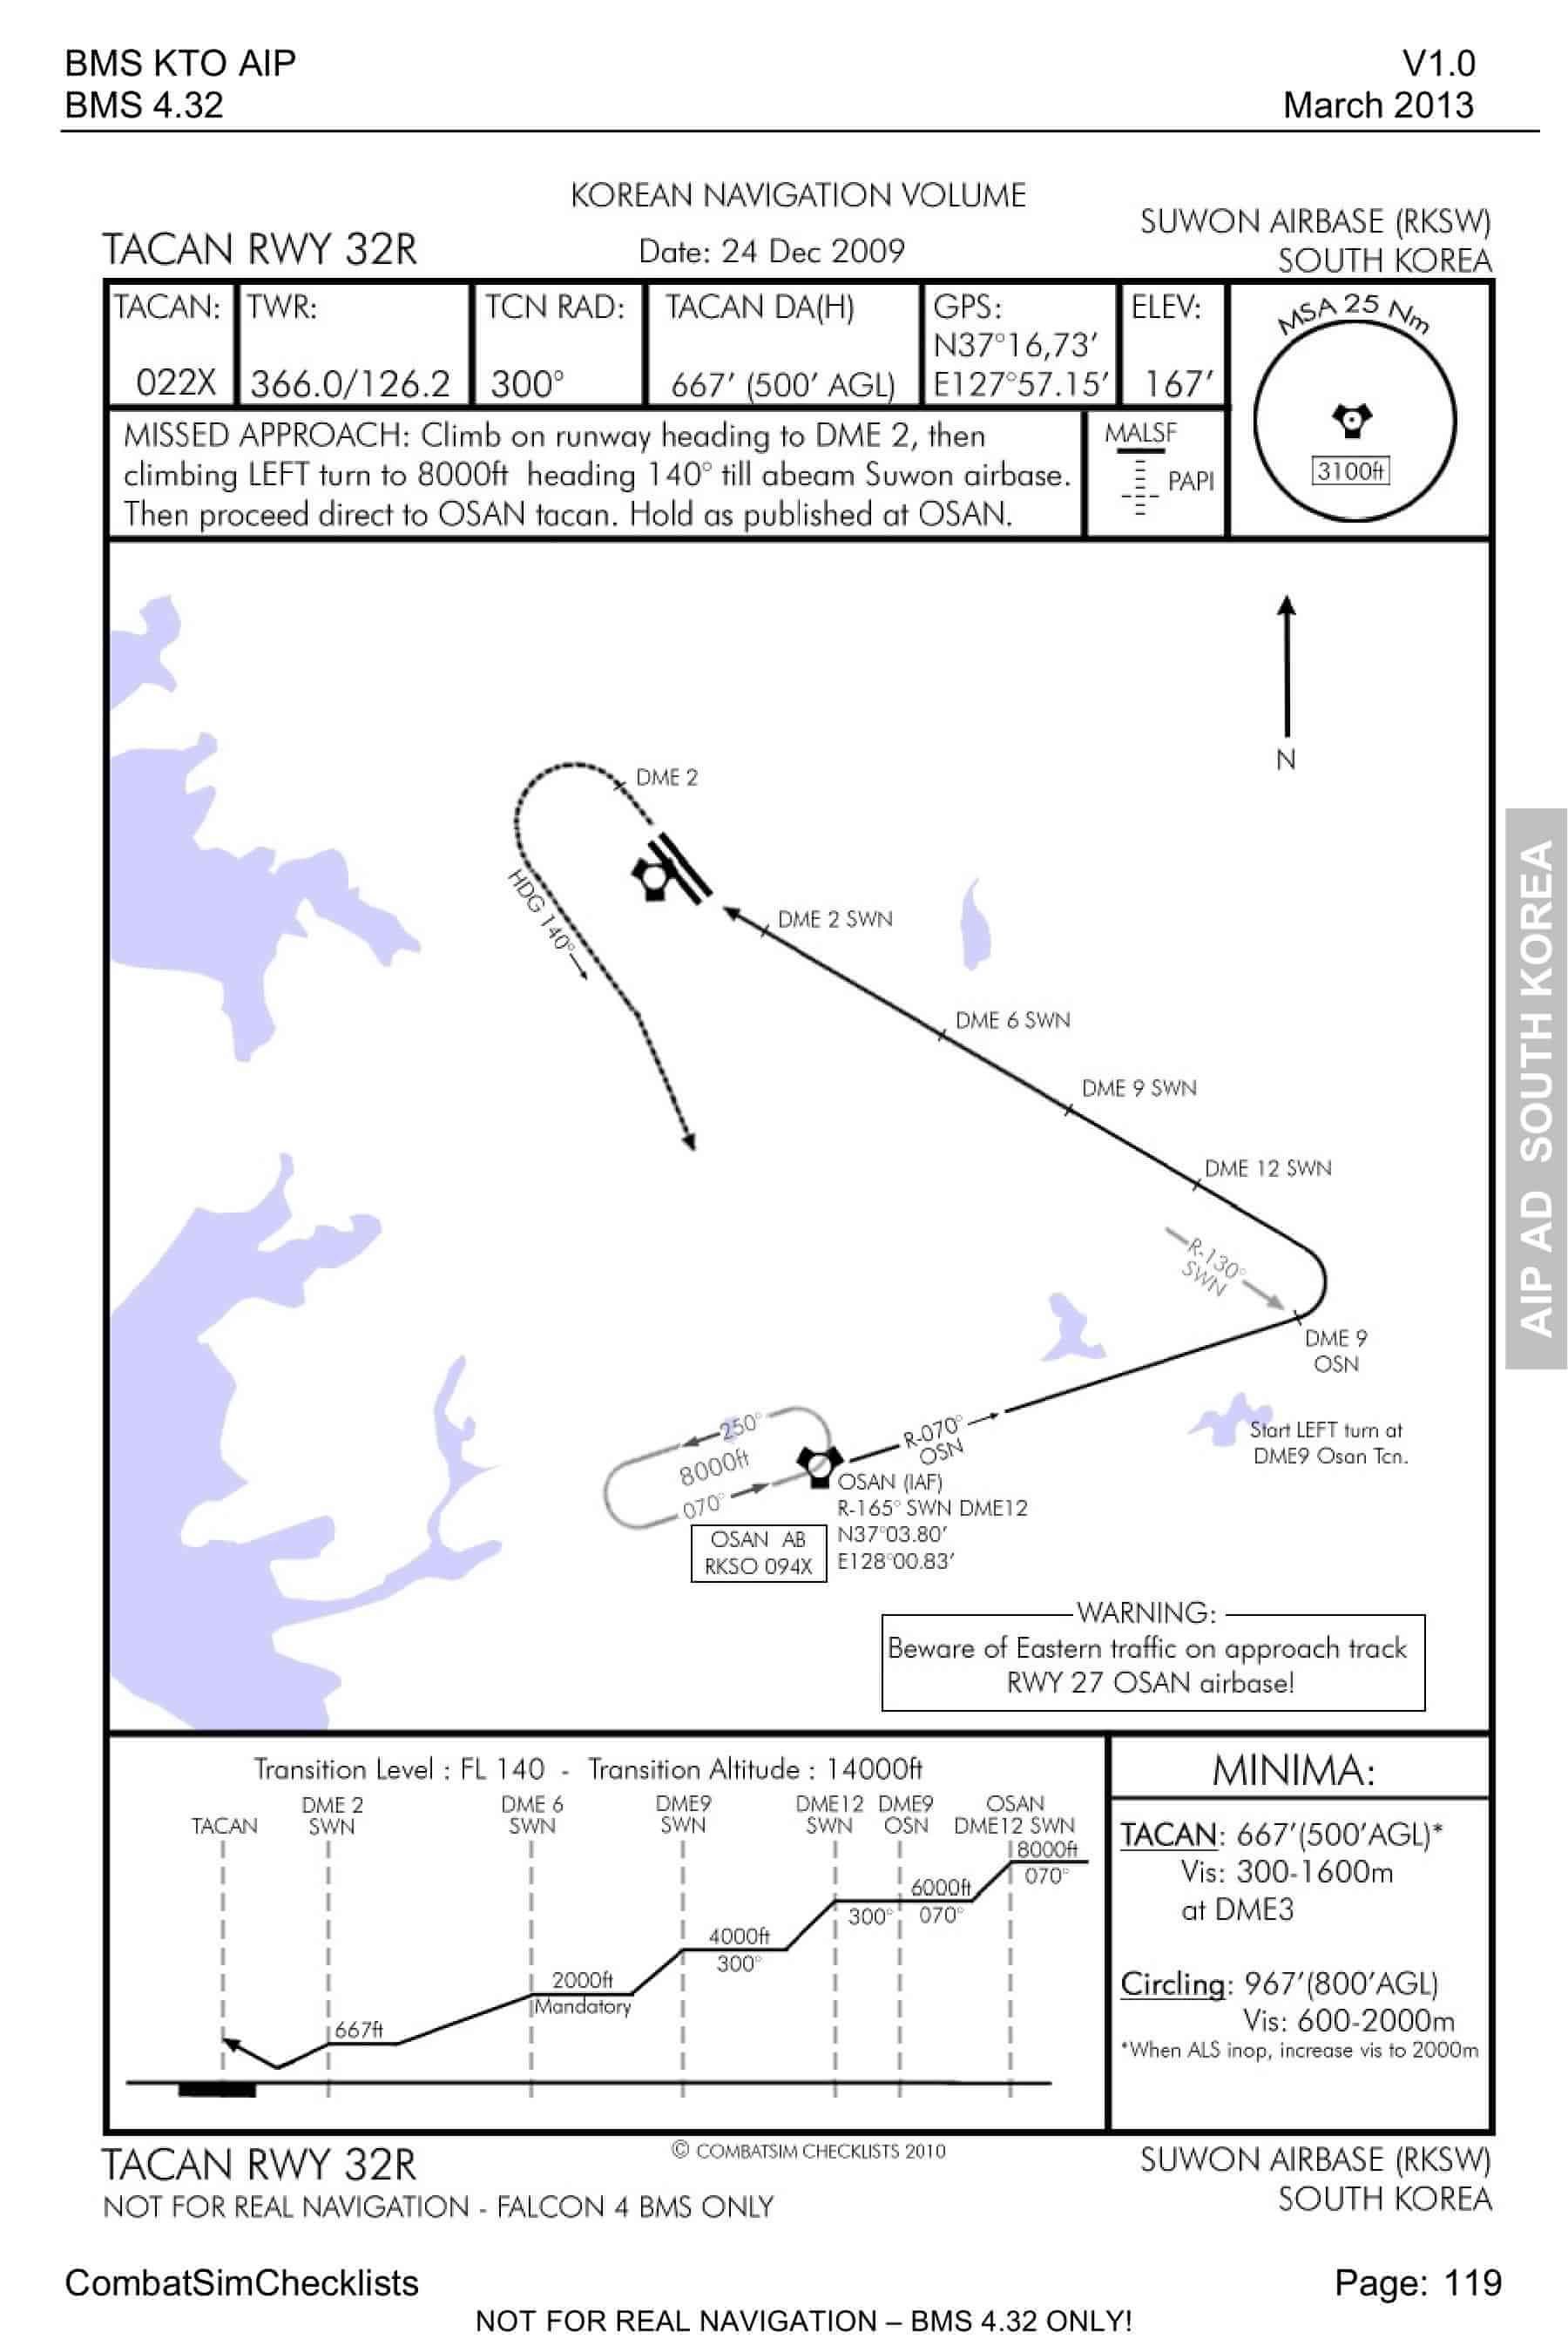 BMS KTO AIP
V1.0
BMS 4.32
March 2013
KOREAN NAVIGATION VOLUME
SUWON AIRBASE (RKSW)
TACAN RWY 32R
Date: 24 Dec 2009
SOUTH KOREA
TACAN:
022X
TWR:
366.0/126.2
TCN RAD:
300°
TACAN DA(H)
667' (500' AGL)
GPS:
N37°16,73'
E127°57.15'
ELEV:
167'
MSA 25 Nm
3100ft
MISSED APPROACH: Climb on runway heading to DME 2, then
climbing LEFT turn to 8000ft heading 140° till abeam Suwon airbase.
Then proceed direct to OSAN tacan. Hold as published at OSAN.
MALSF
PAPI
N
DME 2
HDG 140°
DME 2 SWN
DME 6 SWN
DME 9 SWN
DME 12 SWN
R-130°
SWN
DME 9
OSN
Start LEFT turn at
DME9 Osan Tcn.
R-070°
OSN
250°
8000ft
070°
OSAN (IAF)
R-165° SWN DME12
N37°03.80'
E128°00.83'
OSAN AB
RKSO 094X
WARNING:
Beware of Eastern traffic on approach track
RWY 27 OSAN airbase!
AIP AD SOUTH KOREA
Transition Level : FL 140 - Transition Altitude : 14000ft
TACAN
DME 2
SWN
DME 6
SWN
DME9
SWN
DME12
SWN
DME9
OSN
OSAN
DME12 SWN
8000ft
070°
6000ft
300°
070°
4000ft
300°
2000ft
Mandatory
667ft
MINIMA:
TACAN: 667'(500'AGL)*
Vis: 300-1600m
at DME3
Circling: 967'(800'AGL)
Vis: 600-2000m
*When ALS inop, increase vis to 2000m
TACAN RWY 32R
© COMBATSIM CHECKLISTS 2010
SUWON AIRBASE (RKSW)
NOT FOR REAL NAVIGATION - FALCON 4 BMS ONLY
SOUTH KOREA
CombatSimChecklists
Page: 119
NOT FOR REAL NAVIGATION – BMS 4.32 ONLY!